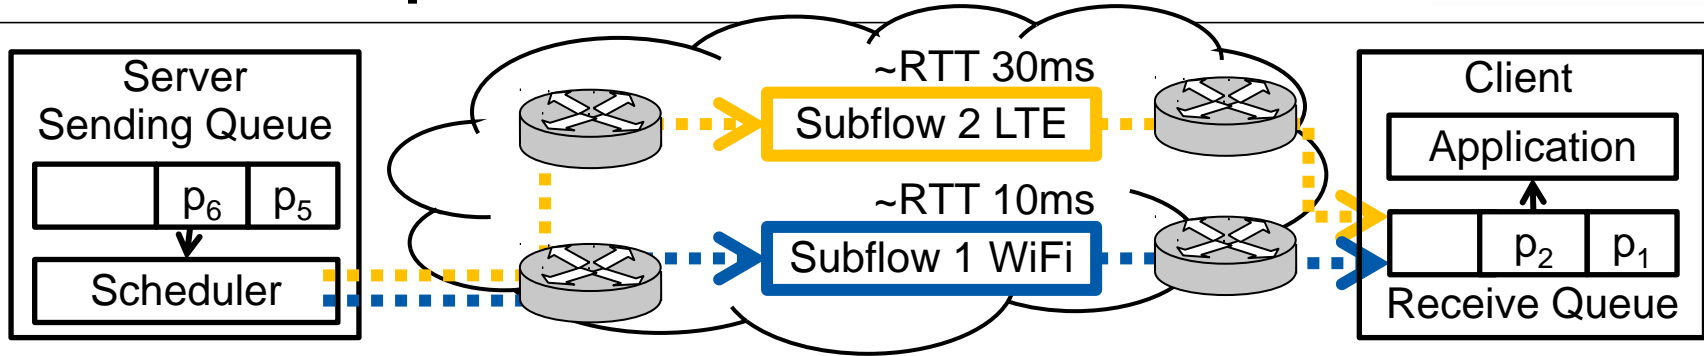 Server
Sending Queue
p6 p5
Scheduler
~RTT 30ms
Subflow 2 LTE
~RTT 10ms
Subflow 1 WiFi
Client
Application
p2 p1
Receive Queue